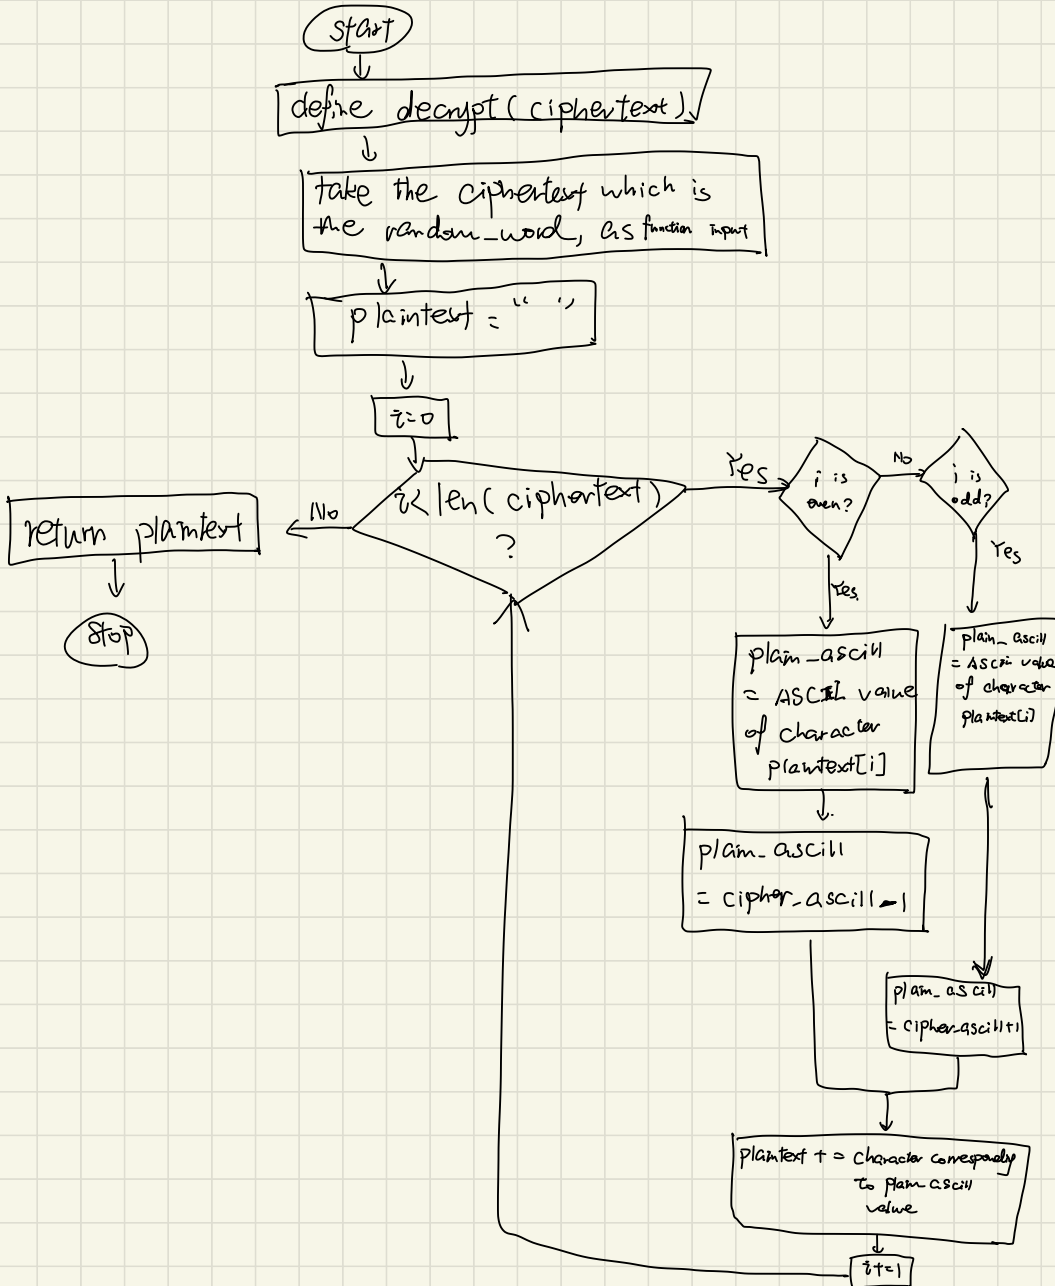 start
define decrypt(ciphertext)
take the ciphertext which is
the random_word, as function input
plaintext = " "
i=0
i< len( ciphertext)
?
No
return plaintext
Stop
Yes
i is
even?
No
i is
odd?
Yes
Yes
plain_ascill
= ASCII value
of character
plaintext[i]
plain_ascill
= ASCII value
of character
plaintext[i]
plain_ascill
= cipher_ascill-1
plain_ascill
= cipher_ascill+1
plaintext += character correspondy
to plain_ascill
value
i+=1